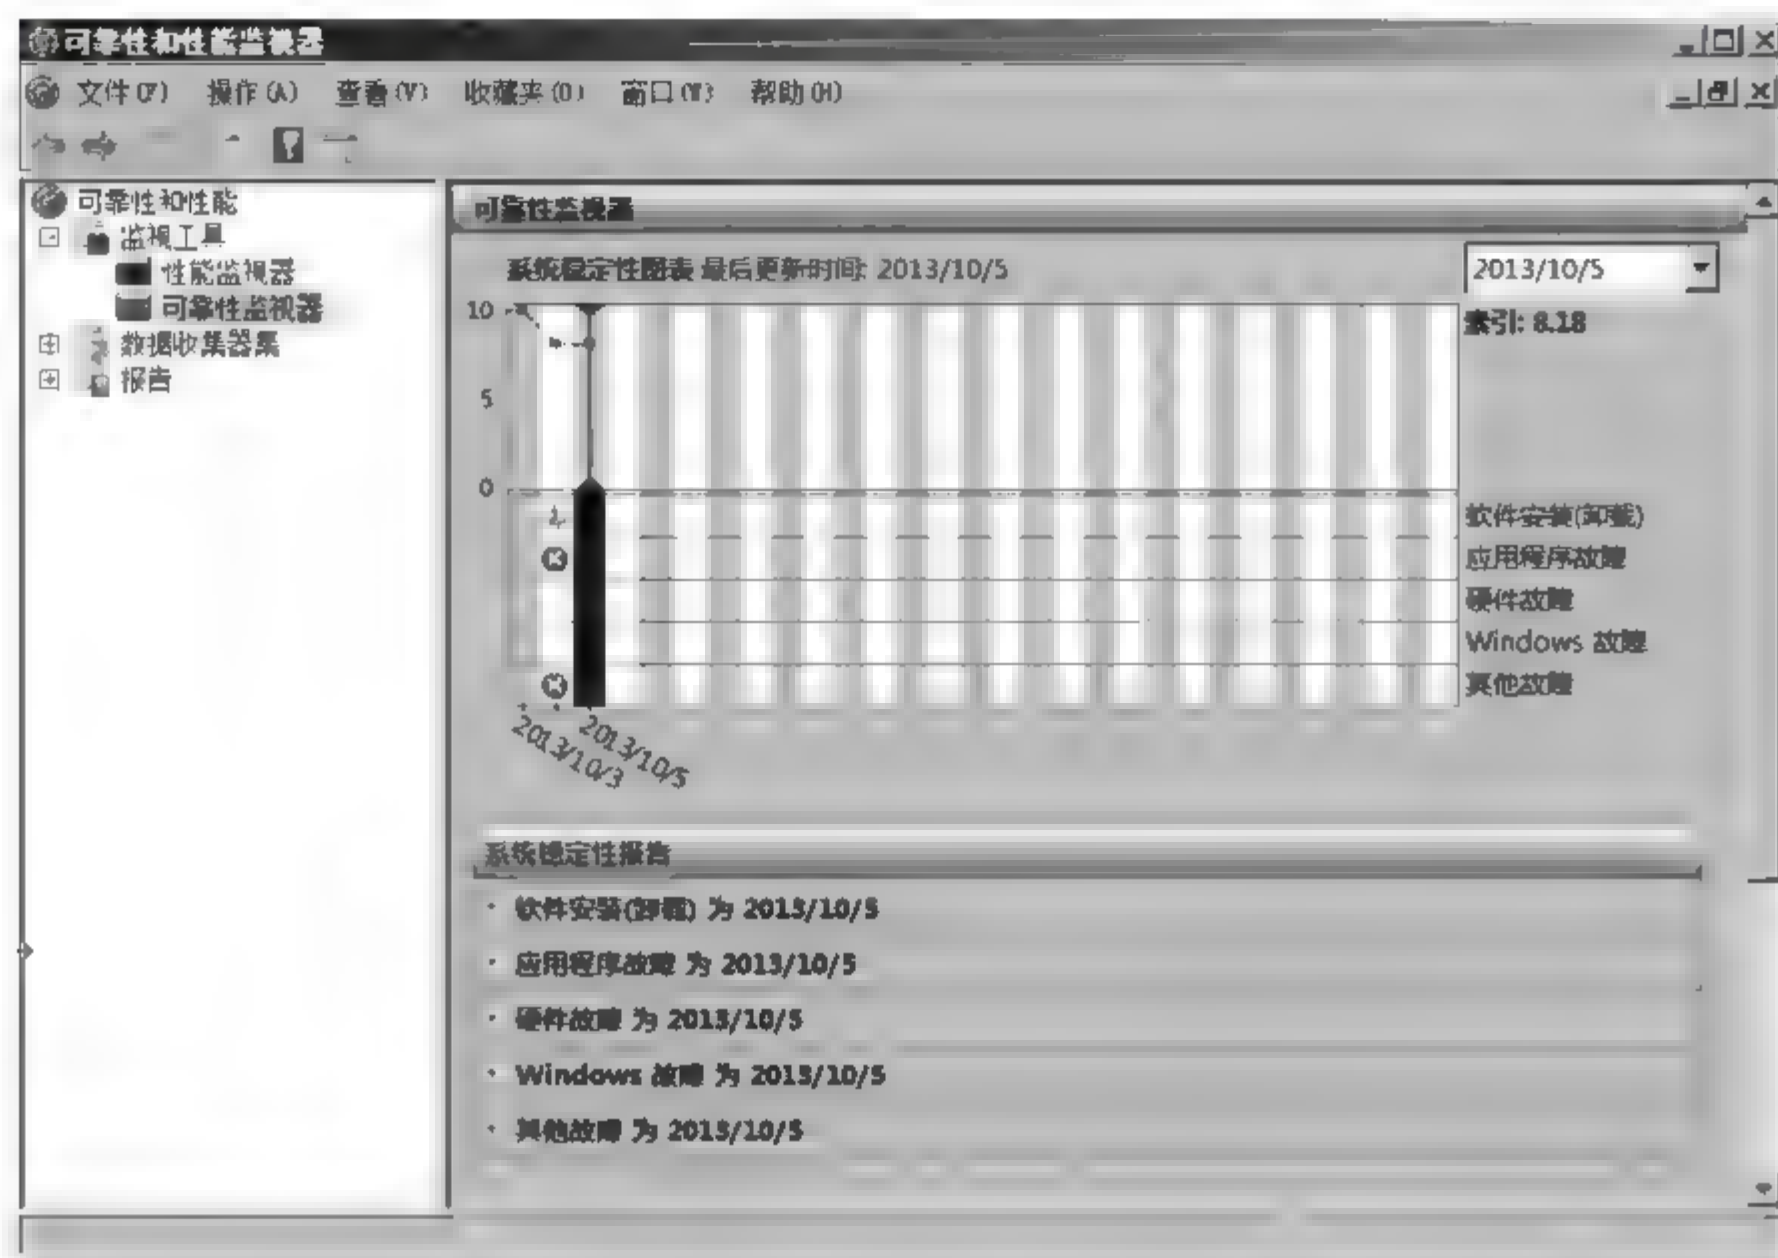 可靠性和性能监视器
文件(F) 操作(A) 查看(V) 收藏夹(O) 窗口(W) 帮助(H)
可靠性和性能
监视工具
性能监视器
可靠性监视器
数据收集器集
报告
可靠性监视器
系统稳定性图表 最后更新时间: 2013/10/5
2013/10/5
索引: 8.18
10
5
0
软件安装(卸载)
应用程序故障
硬件故障
Windows 故障
其他故障
2013/10/3
2013/10/5
系统稳定性报告
软件安装(卸载) 为 2013/10/5
应用程序故障 为 2013/10/5
硬件故障 为 2013/10/5
Windows 故障 为 2013/10/5
其他故障 为 2013/10/5